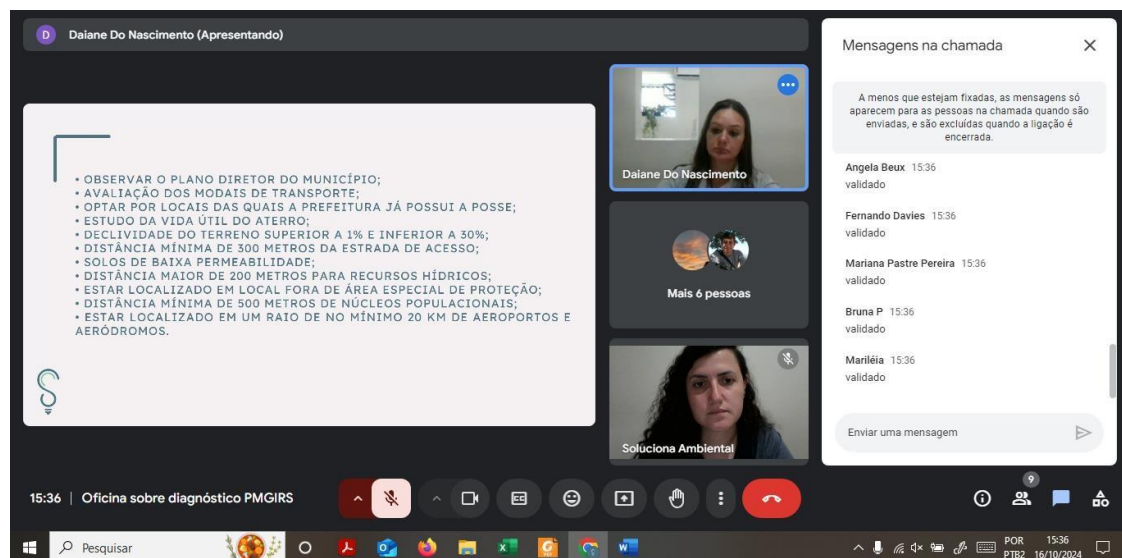 D Daiane Do Nascimento (Apresentando)
• OBSERVAR O PLANO DIRETOR DO MUNICÍPIO;
• AVALIAÇÃO DOS MODAIS DE TRANSPORTE;
• OPTAR POR LOCAIS DAS QUAIS A PREFEITURA JÁ POSSUI A POSSE;
• ESTUDO DA VIDA ÚTIL DO ATERRO;
• DECLIVIDADE DO TERRENO SUPERIOR A 1% E INFERIOR A 30%;
• DISTÂNCIA MÍNIMA DE 300 METROS DA ESTRADA DE ACESSO;
• SOLOS DE BAIXA PERMEABILIDADE;
• DISTÂNCIA MAIOR DE 200 METROS PARA RECURSOS HÍDRICOS;
• ESTAR LOCALIZADO EM LOCAL FORA DE ÁREA ESPECIAL DE PROTEÇÃO;
• DISTÂNCIA MÍNIMA DE 500 METROS DE NÚCLEOS POPULACIONAIS;
• ESTAR LOCALIZADO EM UM RAIO DE NO MÍNIMO 20 KM DE AEROPORTOS E
AERÓDROMOS.
Daiane Do Nascimento
Mais 6 pessoas
Soluciona Ambiental
Mensagens na chamada
A menos que estejam fixadas, as mensagens só
aparecem para as pessoas na chamada quando são
enviadas, e são excluídas quando a ligação é
encerrada.
Angela Beux 15:36
validado
Fernando Davies 15:36
validado
Mariana Pastre Pereira 15:36
validado
Bruna P 15:36
validado
Mariléia 15:36
validado
Enviar uma mensagem
15:36 | Oficina sobre diagnóstico PMGIRS
9
Pesquisar
POR 15:36
PTB2 16/10/2024